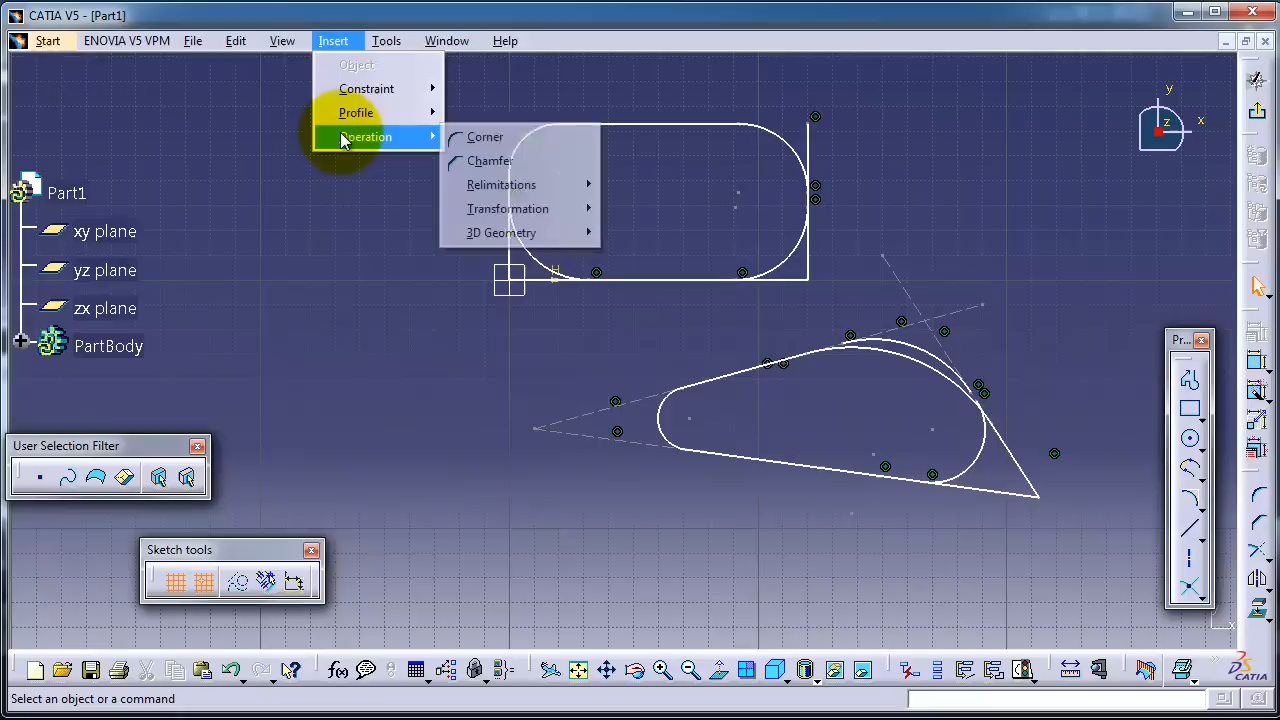 CATIA V5 - [Part1]
Start ENOVIA V5 VPM File Edit View Insert Tools Window Help
Object
Constraint
Profile
Operation
Corner
Chamfer
Relimitations
Transformation
3D Geometry
y
z
x
H
Part1
xy plane
yz plane
zx plane
PartBody
Pr...
User Selection Filter
Sketch tools
f(x)
CATIA
Select an object or a command